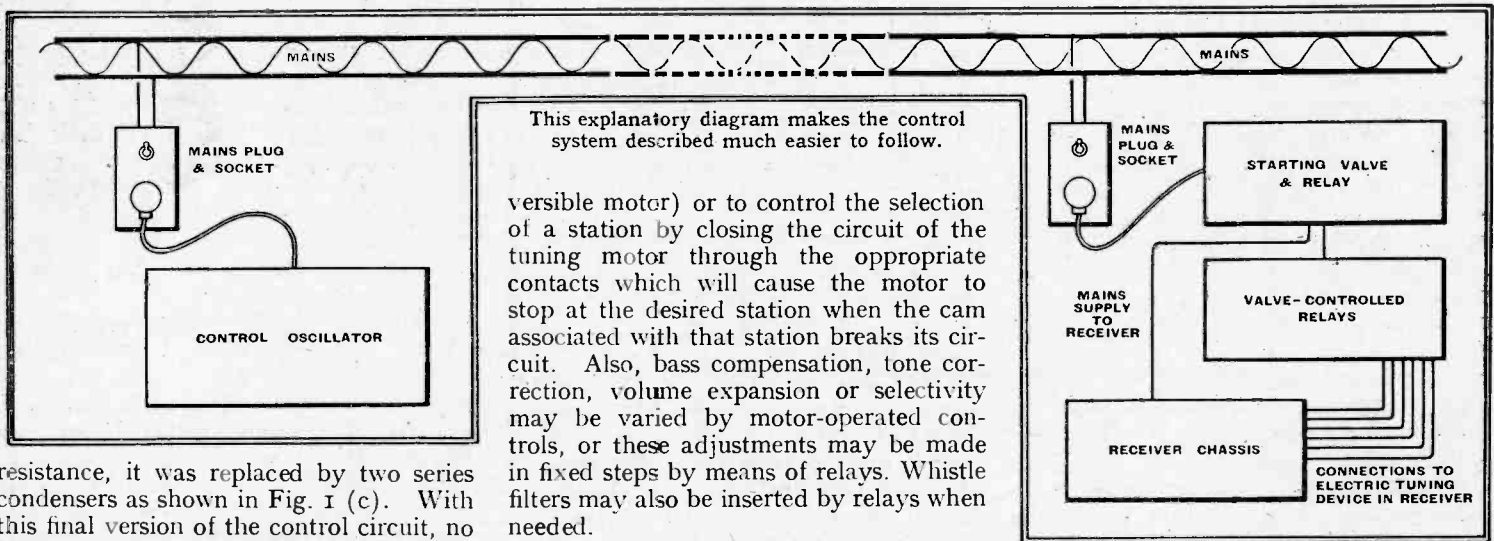 MAINS
MAINS
MAINS PLUG
& SOCKET
CONTROL OSCILLATOR
This explanatory diagram makes the control
system described much easier to follow.
MAINS
PLUG &
SOCKET
STARTING VALVE
& RELAY
MAINS
SUPPLY
TO
RECEIVER
VALVE-CONTROLLED
RELAYS
RECEIVER CHASSIS
CONNECTIONS TO
ELECTRIC TUNING
DEVICE IN RECEIVER
resistance, it was replaced by two series
condensers as shown in Fig. 1 (c). With
this final version of the control circuit, no
versible motor) or to control the selection
of a station by closing the circuit of the
tuning motor through the oppropriate
contacts which will cause the motor to
stop at the desired station when the cam
associated with that station breaks its cir-
cuit. Also, bass compensation, tone cor-
rection, volume expansion or selectivity
may be varied by motor-operated con-
trols, or these adjustments may be made
in fixed steps by means of relays. Whistle
filters may also be inserted by relays when
needed.